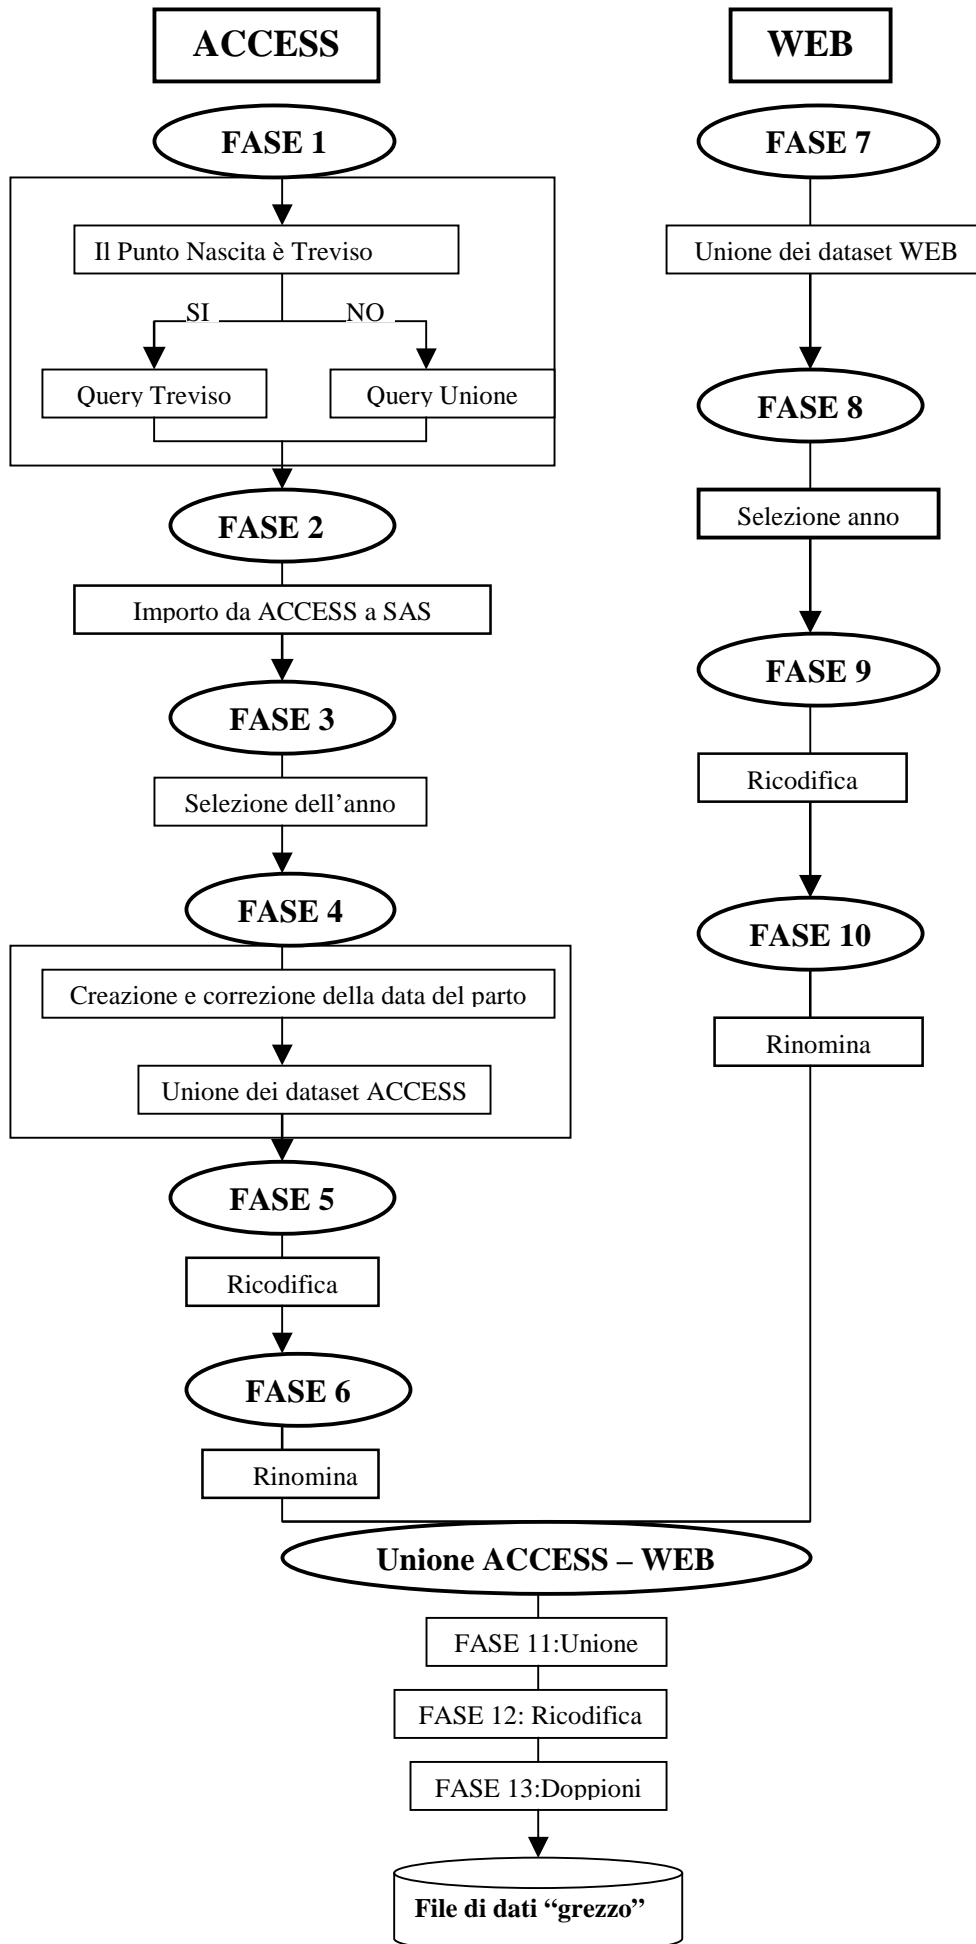 ACCESS
WEB
FASE 1
Il Punto Nascita è Treviso
SI
NO
Query Treviso
Query Unione
FASE 2
Importo da ACCESS a SAS
FASE 3
Selezione dell’anno
FASE 4
Creazione e correzione della data del parto
Unione dei dataset ACCESS
FASE 5
Ricodifica
FASE 6
Rinomina
FASE 7
Unione dei dataset WEB
FASE 8
Selezione anno
FASE 9
Ricodifica
FASE 10
Rinomina
Unione ACCESS – WEB
FASE 11:Unione
FASE 12: Ricodifica
FASE 13:Doppioni
File di dati “grezzo”